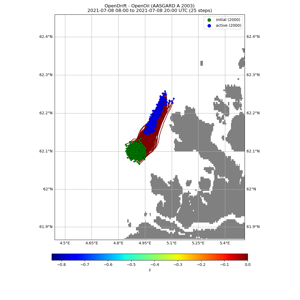 OpenDrift - OpenOil (AASGARD A 2003)
2021-07-08 08:00 to 2021-07-08 20:00 UTC (25 steps)
initial (2000)
active (2000)
62.4°N 62.4°N
62.3°N 62.3°N
62.2°N 62.2°N
62.1°N 62.1°N
62°N 62°N
61.9°N 61.9°N
4.5°E 4.65°E 4.8°E 4.95°E 5.1°E 5.25°E 5.4°E
−0.8 −0.7 −0.6 −0.5 −0.4 −0.3 −0.2 −0.1 0.0